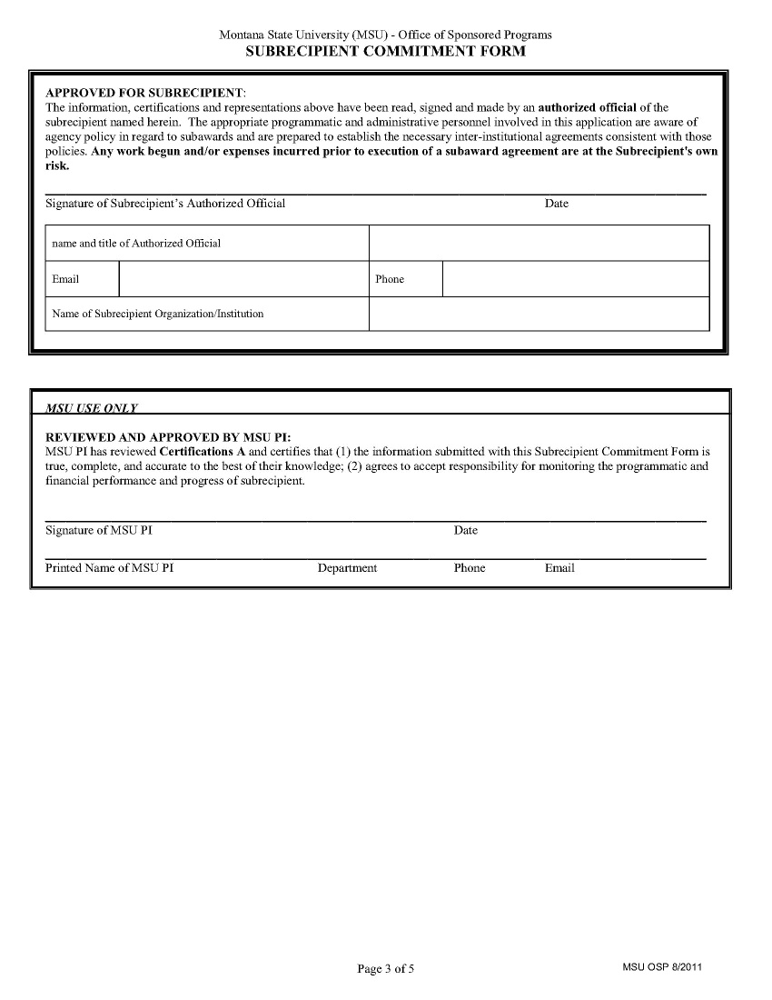 Montana State University (MSU) - Office of Sponsored Programs
SUBRECIPIENT COMMITMENT FORM
APPROVED FOR SUBRECIPIENT:
The information, certifications and representations above have been read, signed and made by an authorized official of the
subrecipient named herein. The appropriate programmatic and administrative personnel involved in this application are aware of
agency policy in regard to subawards and are prepared to establish the necessary inter-institutional agreements consistent with those
policies. Any work begun and/or expenses incurred prior to execution of a subaward agreement are at the Subrecipient's own
risk.
Signature of Subrecipient’s Authorized Official Date
name and title of Authorized Official
Email Phone
Name of Subrecipient Organization/Institution
MSU USE ONLY
REVIEWED AND APPROVED BY MSU PI:
MSU PI has reviewed Certifications A and certifies that (1) the information submitted with this Subrecipient Commitment Form is
true, complete, and accurate to the best of their knowledge; (2) agrees to accept responsibility for monitoring the programmatic and
financial performance and progress of subrecipient.
Signature of MSU PI Date
Printed Name of MSU PI Department Phone Email
Page 3 of 5
MSU OSP 8/2011